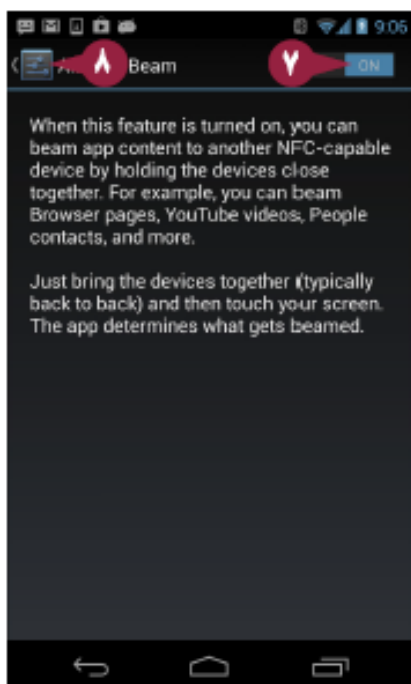 9:06
۸ Beam ۷ ON
When this feature is turned on, you can
beam app content to another NFC-capable
device by holding the devices close
together. For example, you can beam
Browser pages, YouTube videos, People
contacts, and more.
Just bring the devices together (typically
back to back) and then touch your screen.
The app determines what gets beamed.